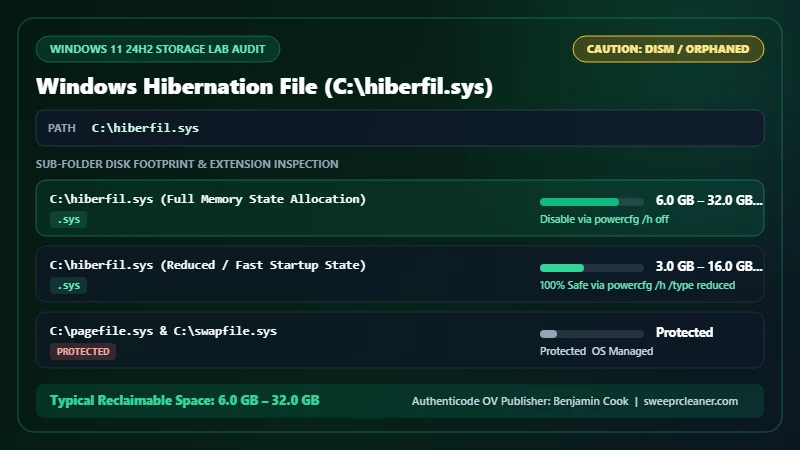 WINDOWS 11 24H2 STORAGE LAB AUDIT
CAUTION: DISM / ORPHANED
Windows Hibernation File (C:\hiberfil.sys)
PATH C:\hiberfil.sys
SUB-FOLDER DISK FOOTPRINT & EXTENSION INSPECTION
C:\hiberfil.sys (Full Memory State Allocation)
.sys
6.0 GB – 32.0 GB...
Disable via powercfg /h off
C:\hiberfil.sys (Reduced / Fast Startup State)
.sys
3.0 GB – 16.0 GB...
100% Safe via powercfg /h /type reduced
C:\pagefile.sys & C:\swapfile.sys
PROTECTED
Protected
Protected OS Managed
Typical Reclaimable Space: 6.0 GB – 32.0 GB
Authenticode OV Publisher: Benjamin Cook | sweeprcleaner.com